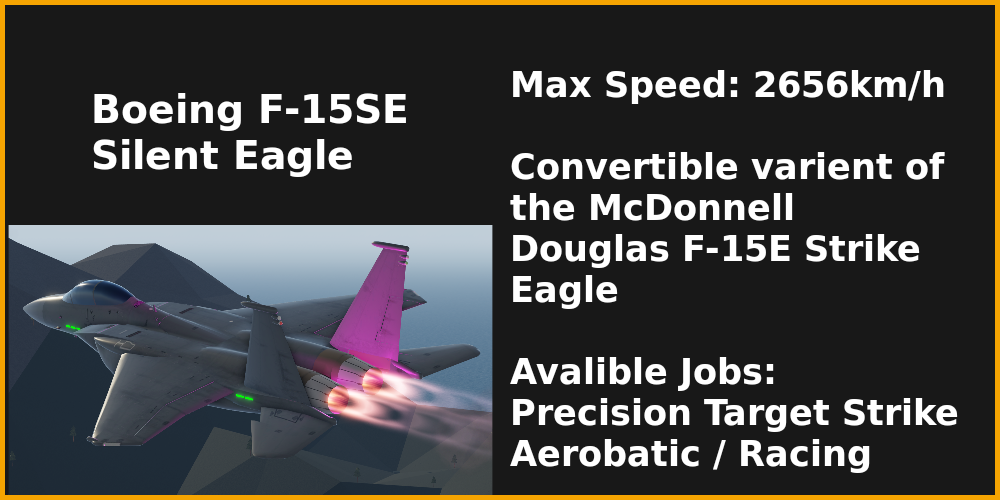 Boeing F-15SE
Silent Eagle
Max Speed: 2656km/h
Convertible varient of
the McDonnell
Douglas F-15E Strike
Eagle
Avalible Jobs:
Precision Target Strike
Aerobatic / Racing